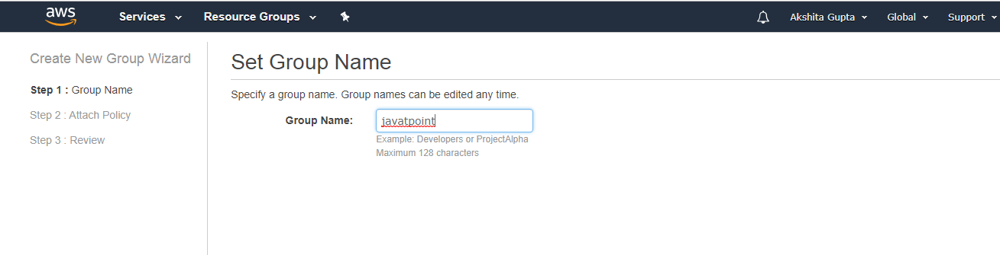 aws Services Resource Groups Akshita Gupta Global Support
Create New Group Wizard
Step 1 : Group Name
Step 2 : Attach Policy
Step 3 : Review
Set Group Name
Specify a group name. Group names can be edited any time.
Group Name: javatpoint
Example: Developers or ProjectAlpha
Maximum 128 characters